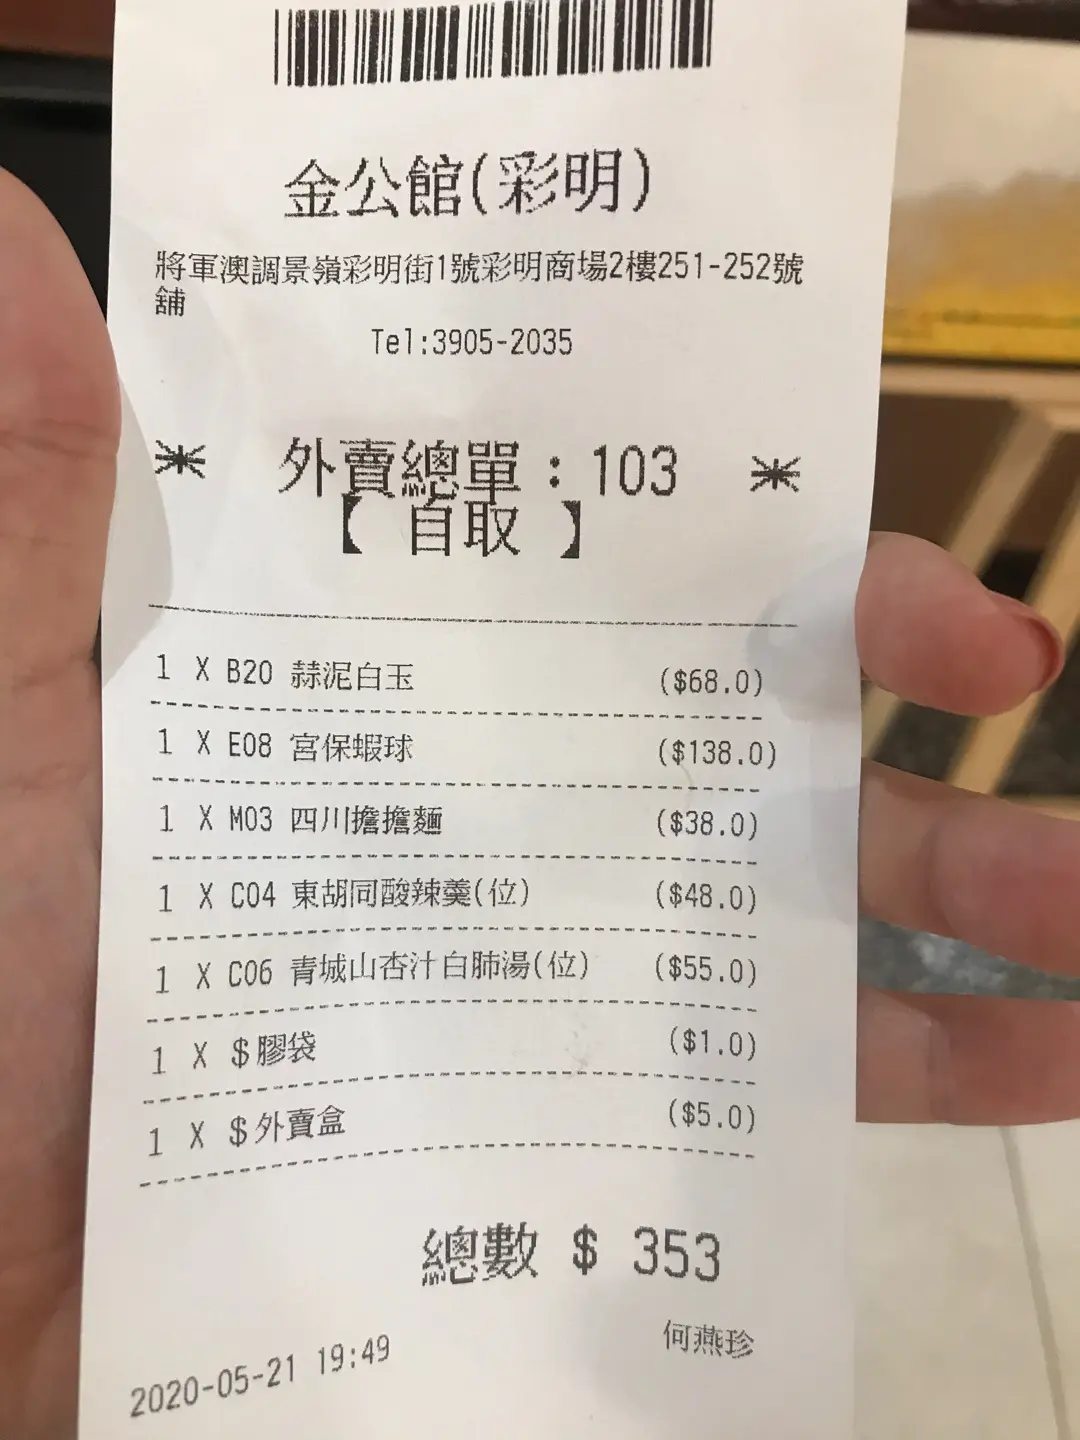 金公館(彩明)
將軍澳調景嶺彩明街1號彩明商場2樓251-252號
舖
Tel:3905-2035
* 外賣總單:103 *
【 自取 】
1 X B20 蒜泥白玉 ($68.0)
1 X E08 宮保蝦球 ($138.0)
1 X M03 四川擔擔麵 ($38.0)
1 X C04 東胡同酸辣羹(位) ($48.0)
1 X C06 青城山杏汁白肺湯(位) ($55.0)
1 X $膠袋 ($1.0)
1 X $外賣盒 ($5.0)
總數 $ 353
何燕珍
2020-05-21 19:49